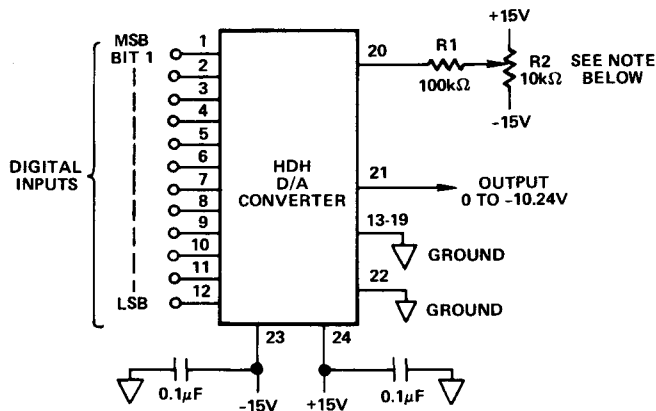 MSB
BIT 1
1
2
3
4
5
6
7
8
9
10
11
12
LSB
DIGITAL
INPUTS
HDH
D/A
CONVERTER
20
R1
100kΩ
+15V
R2
10kΩ
-15V
SEE NOTE
BELOW
21
OUTPUT
0 TO -10.24V
13-19
GROUND
22
GROUND
23
24
0.1μF
-15V
+15V
0.1μF